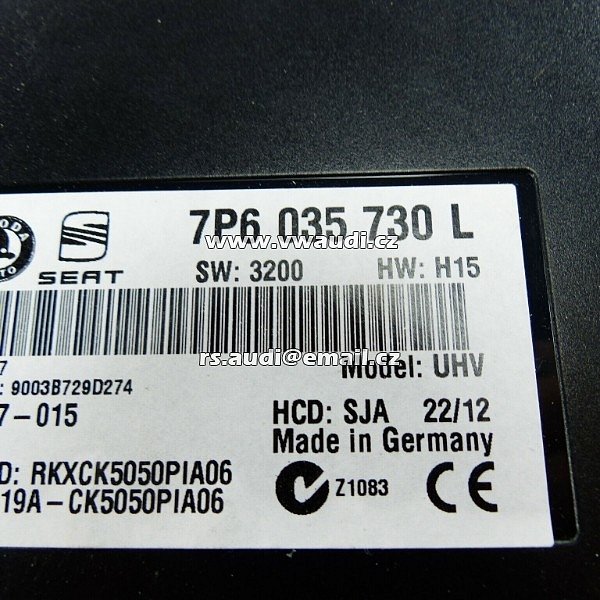 7P6 035 730 L
www.vwaudi.cz
SEAT
SW: 3200 HW: H15
rs.audi@email.cz
7
Model: UHV
: 9003B729D274
7-015
HCD: SJA 22/12
Made in Germany
D: RKXCK5050PIA06
Z1083
19A-CK5050PIA06